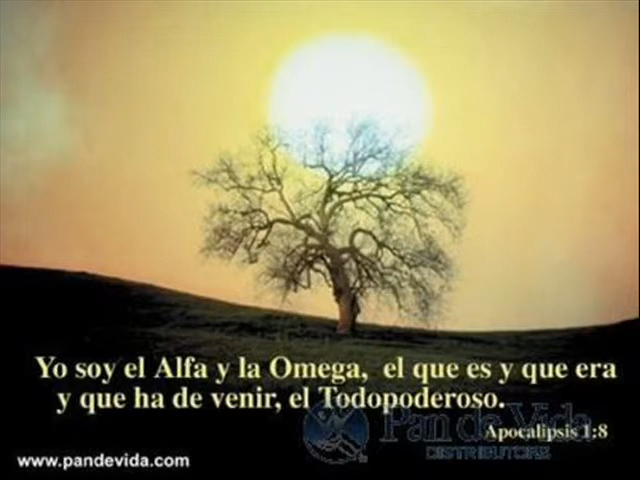 Yo soy el Alfa y la Omega, el que es y que era
y que ha de venir, el Todopoderoso.
Pan de Vida
Apocalipsis 1:8
DISTRIBUTORS
www.pandevida.com